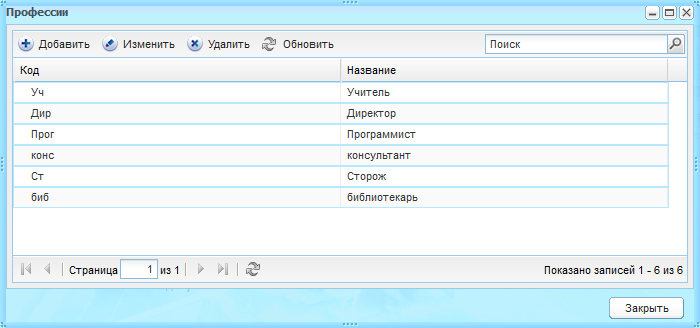 Профессии
Добавить Изменить Удалить Обновить Поиск
Код Название
Уч Учитель
Дир Директор
Прог Программист
конс консультант
Ст Сторож
биб библиотекарь
Страница 1 из 1 Показано записей 1 - 6 из 6
Закрыть